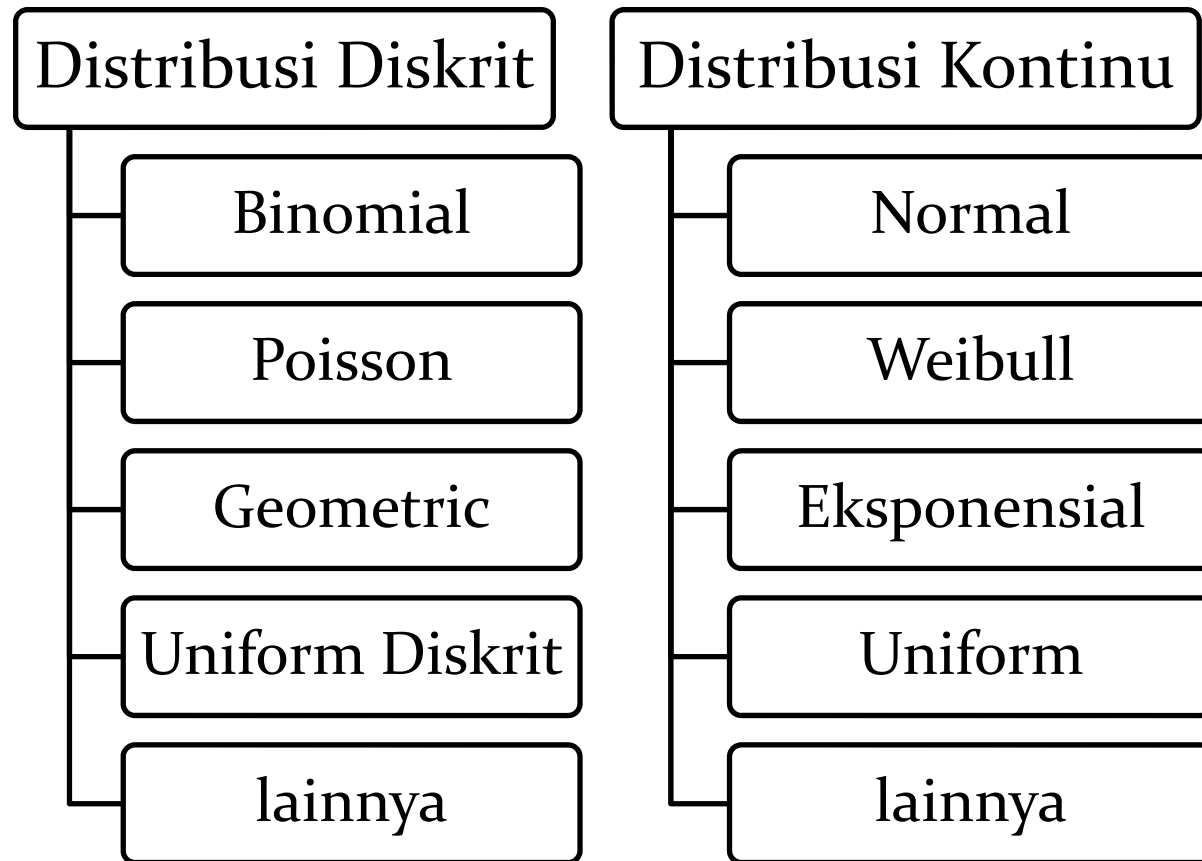 Distribusi Diskrit
Binomial
Poisson
Geometric
Uniform Diskrit
lainnya
Distribusi Kontinu
Normal
Weibull
Eksponensial
Uniform
lainnya